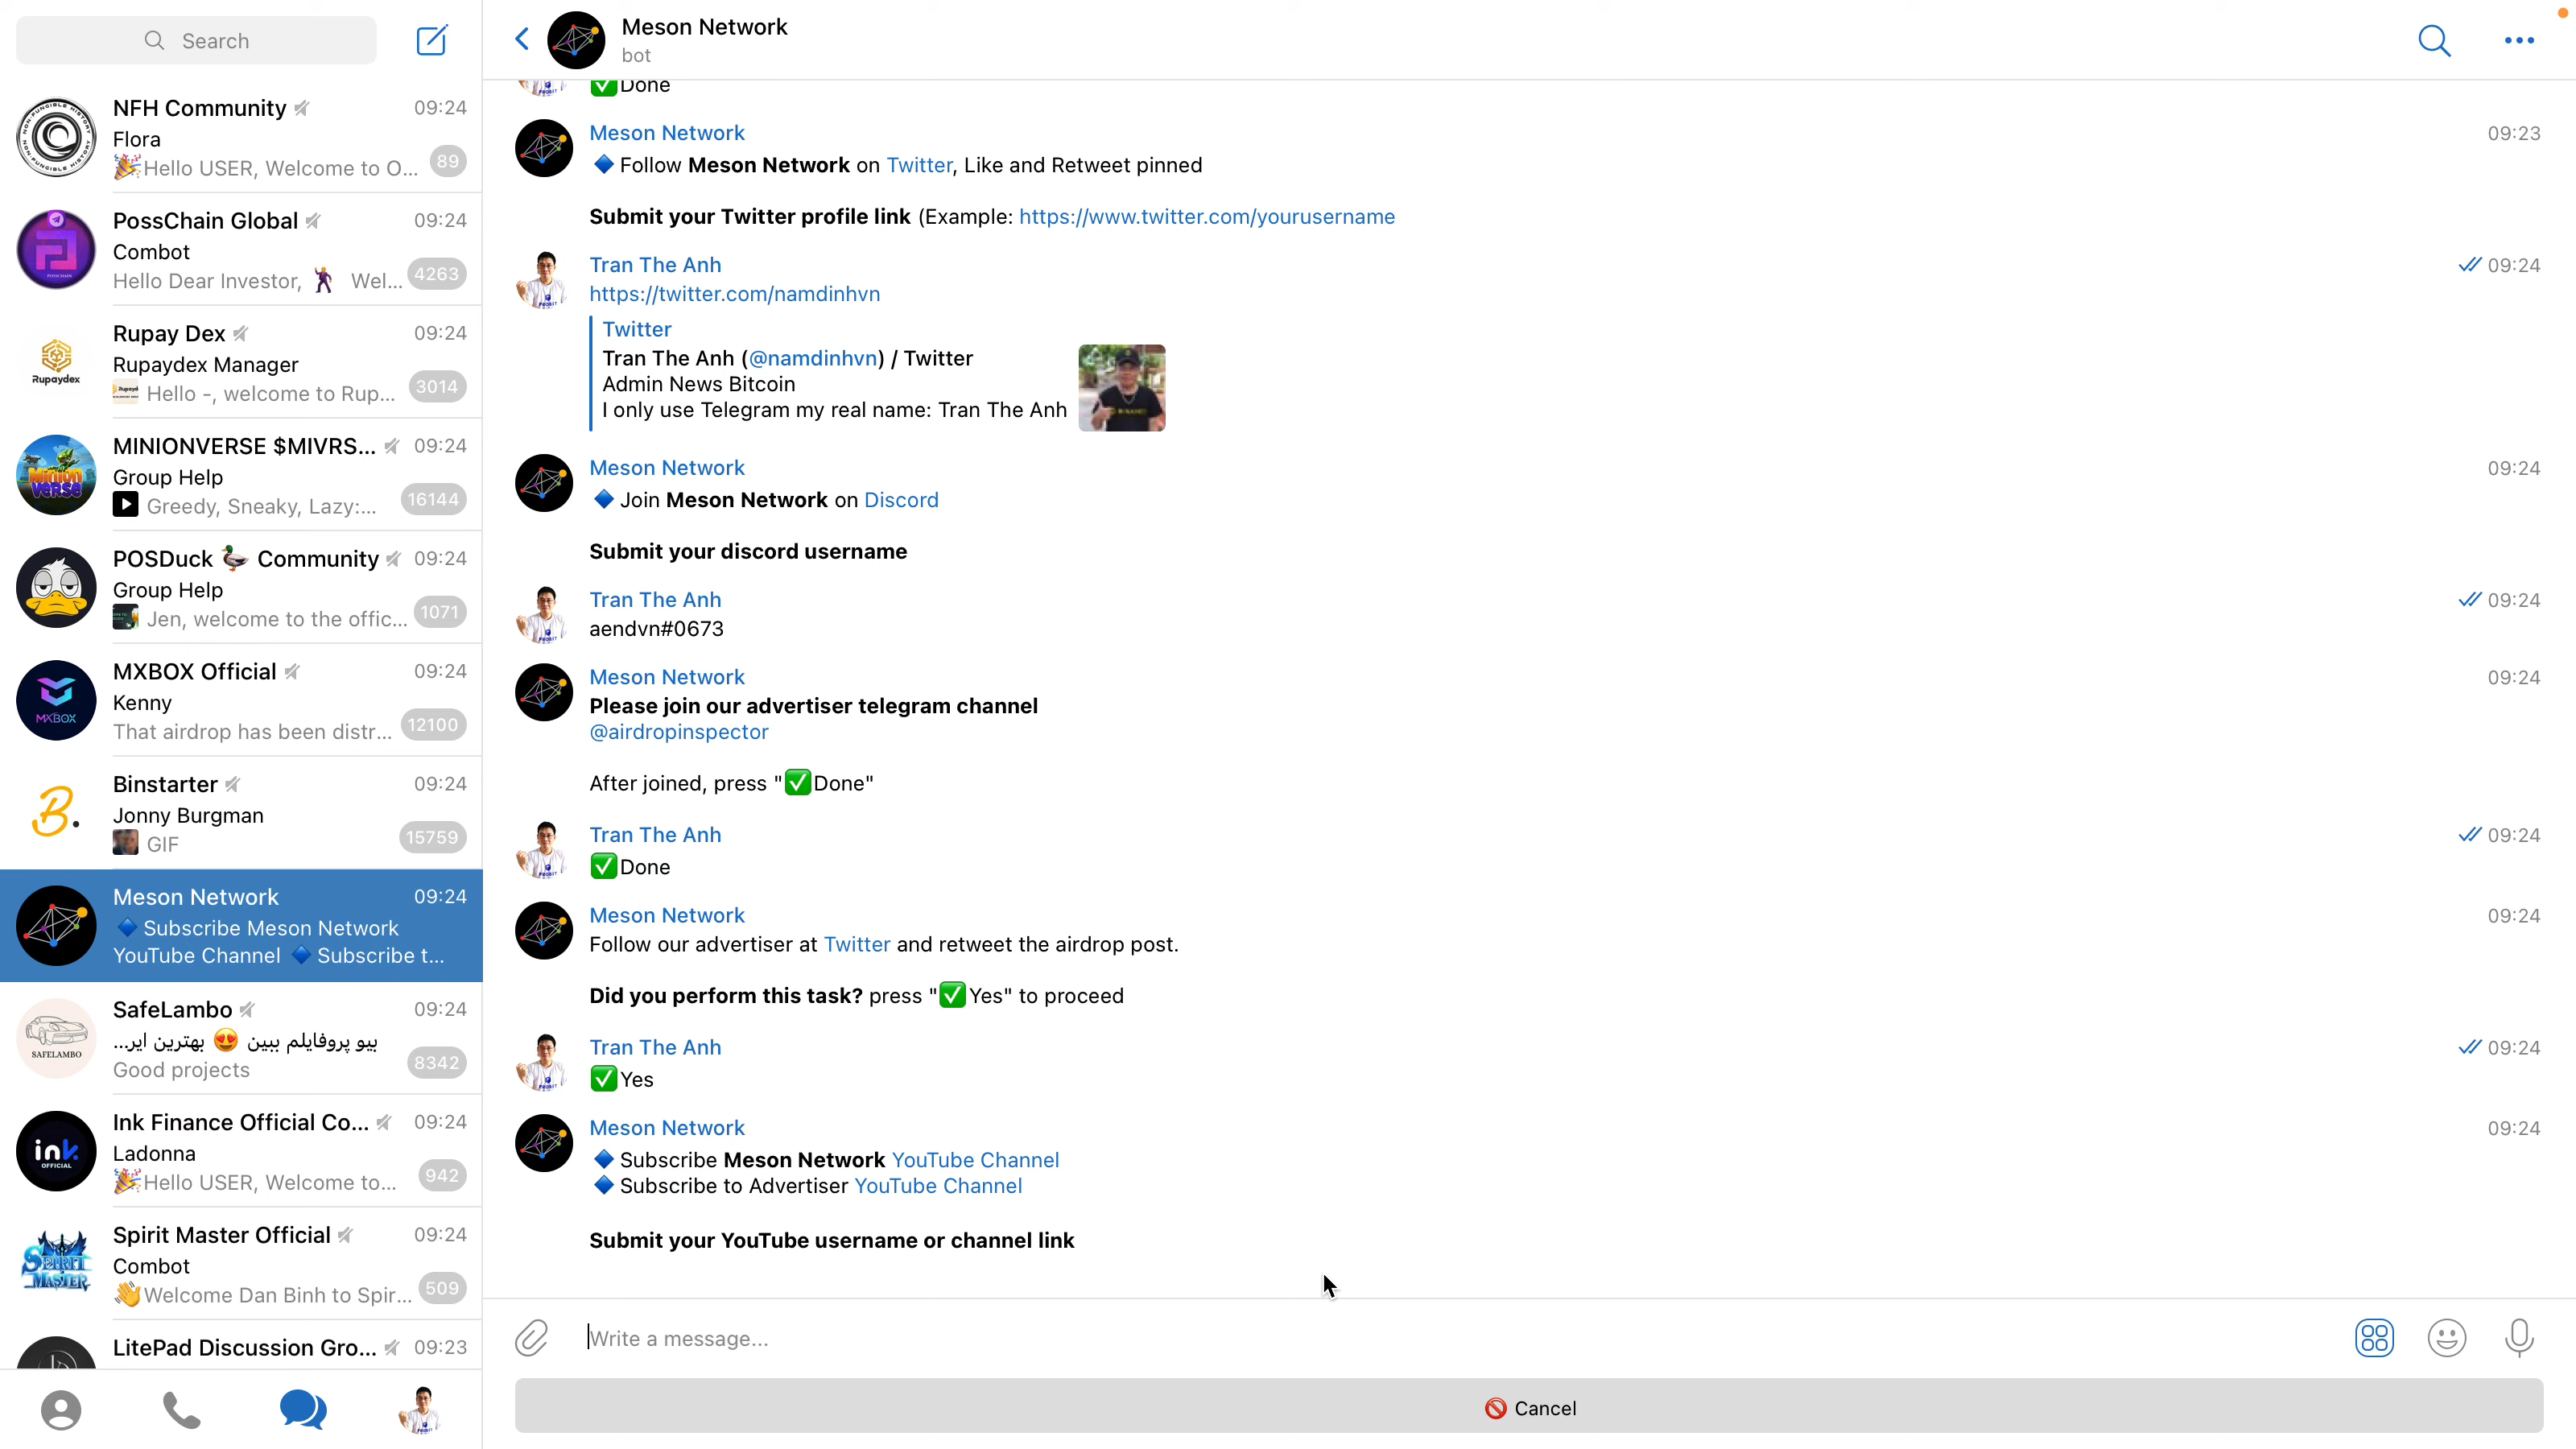 Search
NFH Community 09:24
Flora
🎉Hello USER, Welcome to O... 89
PossChain Global 09:24
Combot
Hello Dear Investor, 🕺 Wel... 4263
Rupay Dex 09:24
Rupaydex Manager
Hello -, welcome to Rup... 3014
Rupaydex
MINIONVERSE $MIVRS... 09:24
Group Help
Greedy, Sneaky, Lazy:... 16144
Minion
VERSE
POSDuck 🦆 Community 09:24
Group Help
Jen, welcome to the offic... 1071
MXBOX Official 09:24
Kenny
That airdrop has been distr... 12100
MXBOX
Binstarter 09:24
Jonny Burgman
GIF 15759
B.
Meson Network 09:24
🔷 Subscribe Meson Network
YouTube Channel 🔷 Subscribe t...
SafeLambo 09:24
بیو پروفایلم ببین 😍 بهترین ایر...
Good projects 8342
SAFELAMBO
Ink Finance Official Co... 09:24
Ladonna
🎉Hello USER, Welcome to... 942
ink
OFFICIAL
Spirit Master Official 09:24
Combot
👋Welcome Dan Binh to Spir... 509
SPIRIT
MASTER
LitePad Discussion Gro... 09:23
Meson Network
bot
✅Done
Meson Network 09:23
🔷 Follow Meson Network on Twitter, Like and Retweet pinned
Submit your Twitter profile link (Example: https://www.twitter.com/yourusername
Tran The Anh 09:24
https://twitter.com/namdinhvn
Twitter
Tran The Anh (@namdinhvn) / Twitter
Admin News Bitcoin
I only use Telegram my real name: Tran The Anh
Meson Network 09:24
🔷 Join Meson Network on Discord
Submit your discord username
Tran The Anh 09:24
aendvn#0673
Meson Network 09:24
Please join our advertiser telegram channel
@airdropinspector
After joined, press "✅Done"
Tran The Anh 09:24
✅Done
Meson Network 09:24
Follow our advertiser at Twitter and retweet the airdrop post.
Did you perform this task? press "✅Yes" to proceed
Tran The Anh 09:24
✅Yes
Meson Network 09:24
🔷 Subscribe Meson Network YouTube Channel
🔷 Subscribe to Advertiser YouTube Channel
Submit your YouTube username or channel link
Write a message...
🚫 Cancel